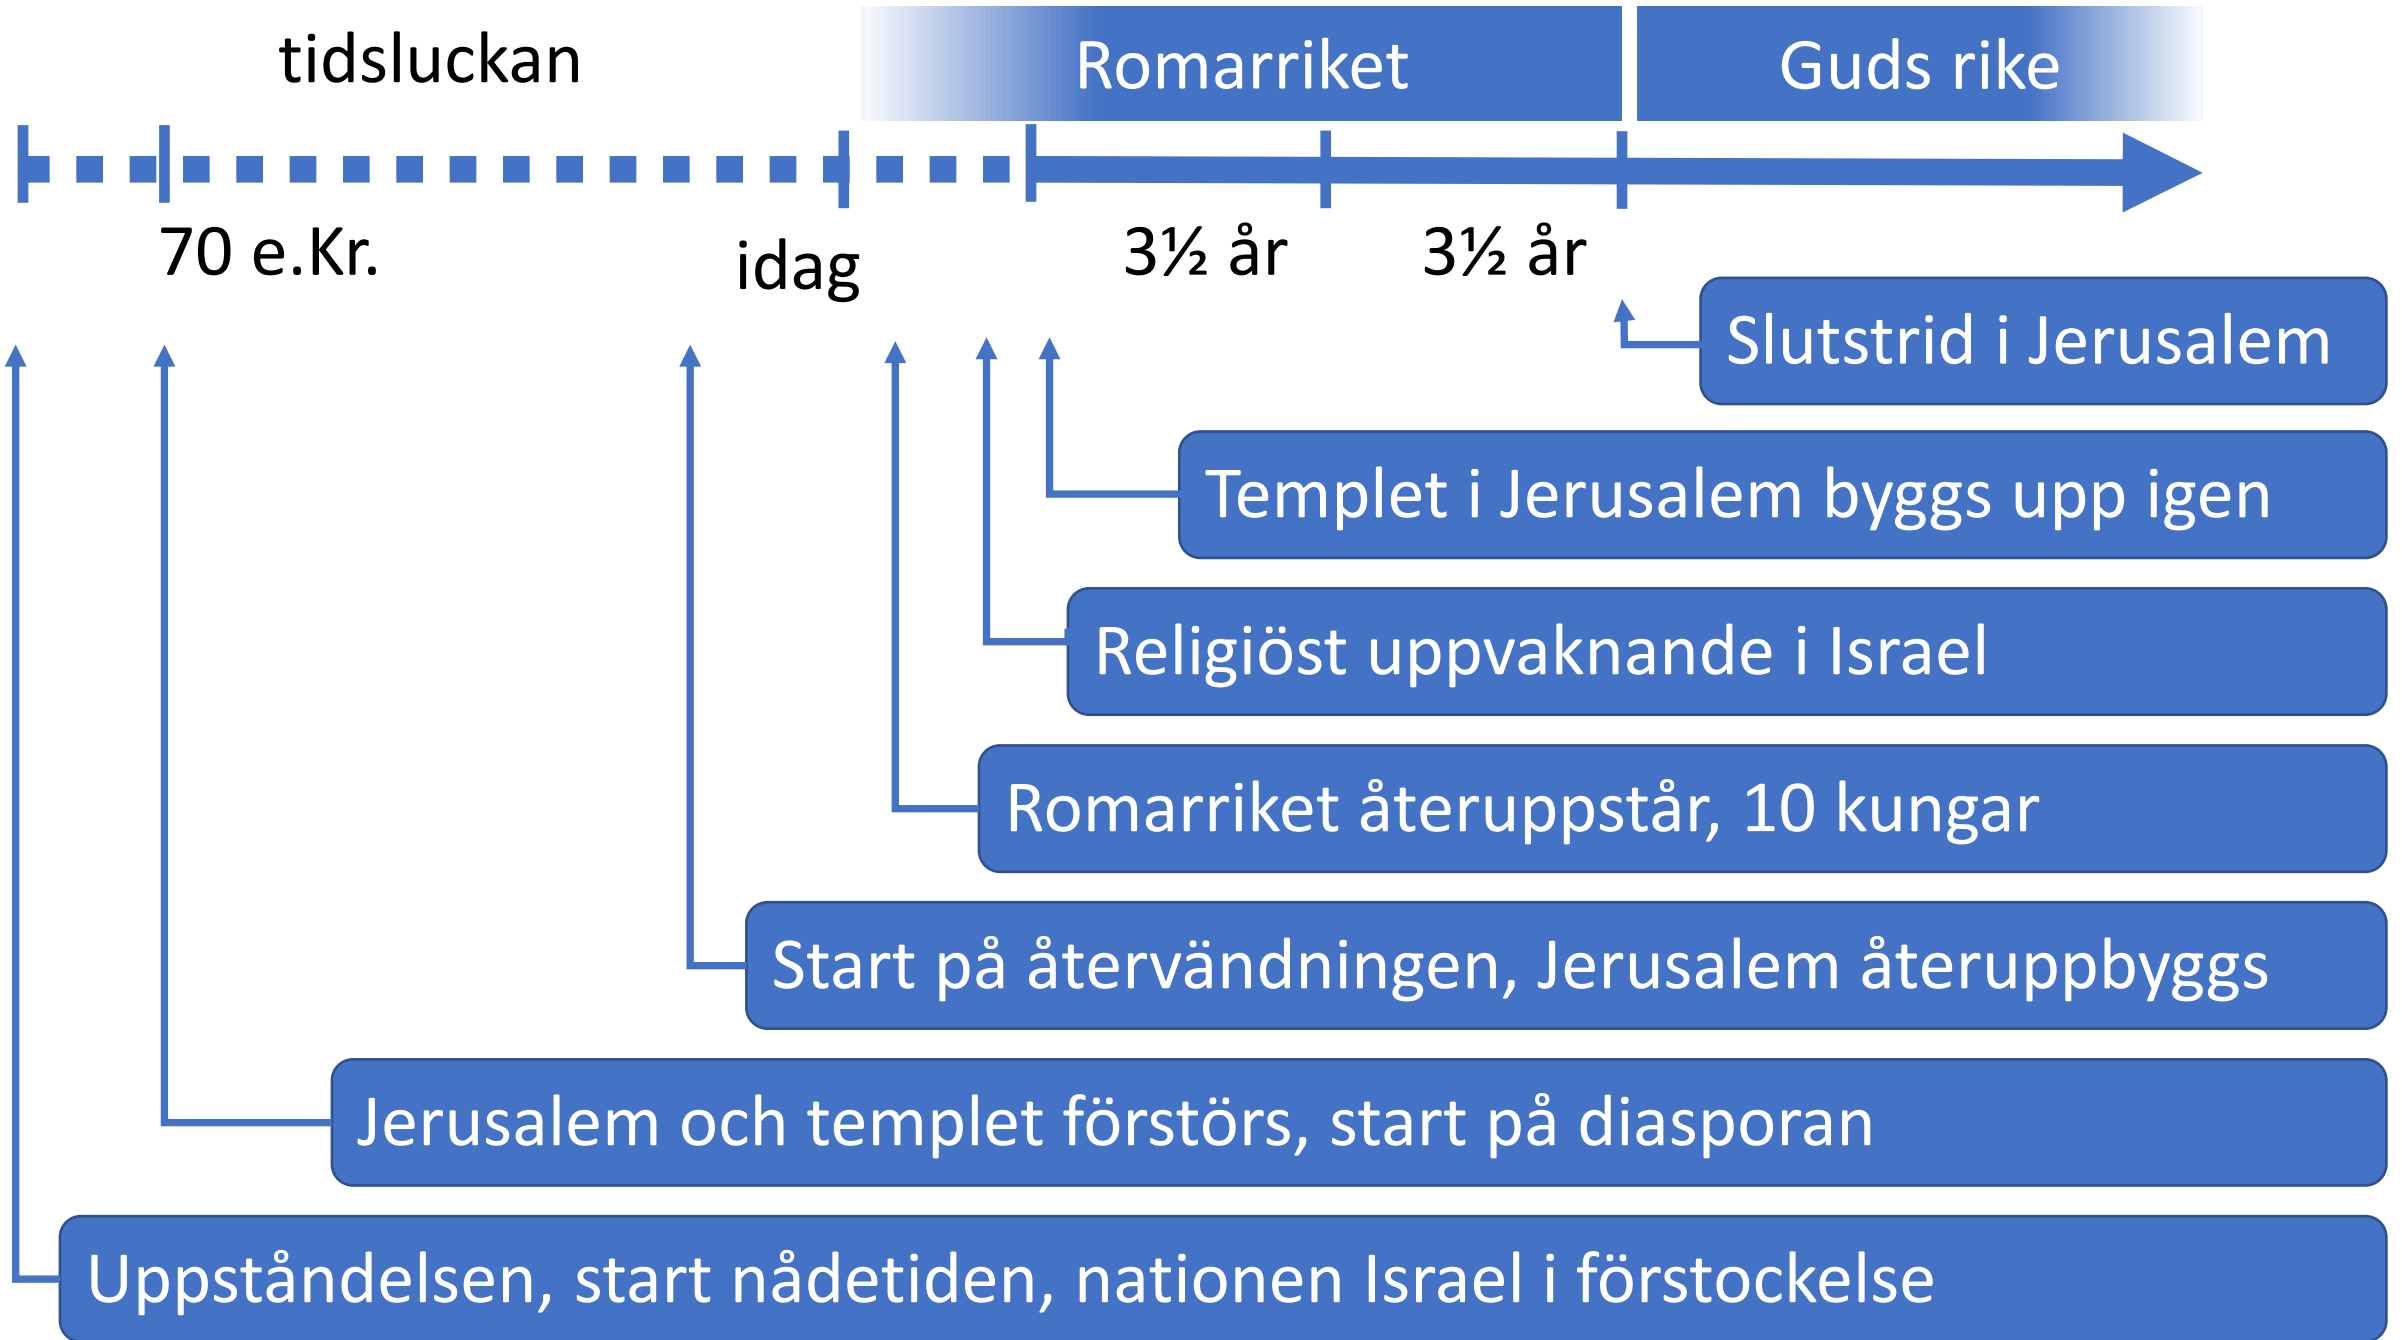 tidsluckan
Romarriket
Guds rike
70 e.Kr.
idag
3½ år
3½ år
Slutstrid i Jerusalem
Templet i Jerusalem byggs upp igen
Religiöst uppvaknande i Israel
Romarriket återuppstår, 10 kungar
Start på återvändningen, Jerusalem återuppbyggs
Jerusalem och templet förstörs, start på diasporan
Uppståndelsen, start nådetiden, nationen Israel i förstockelse